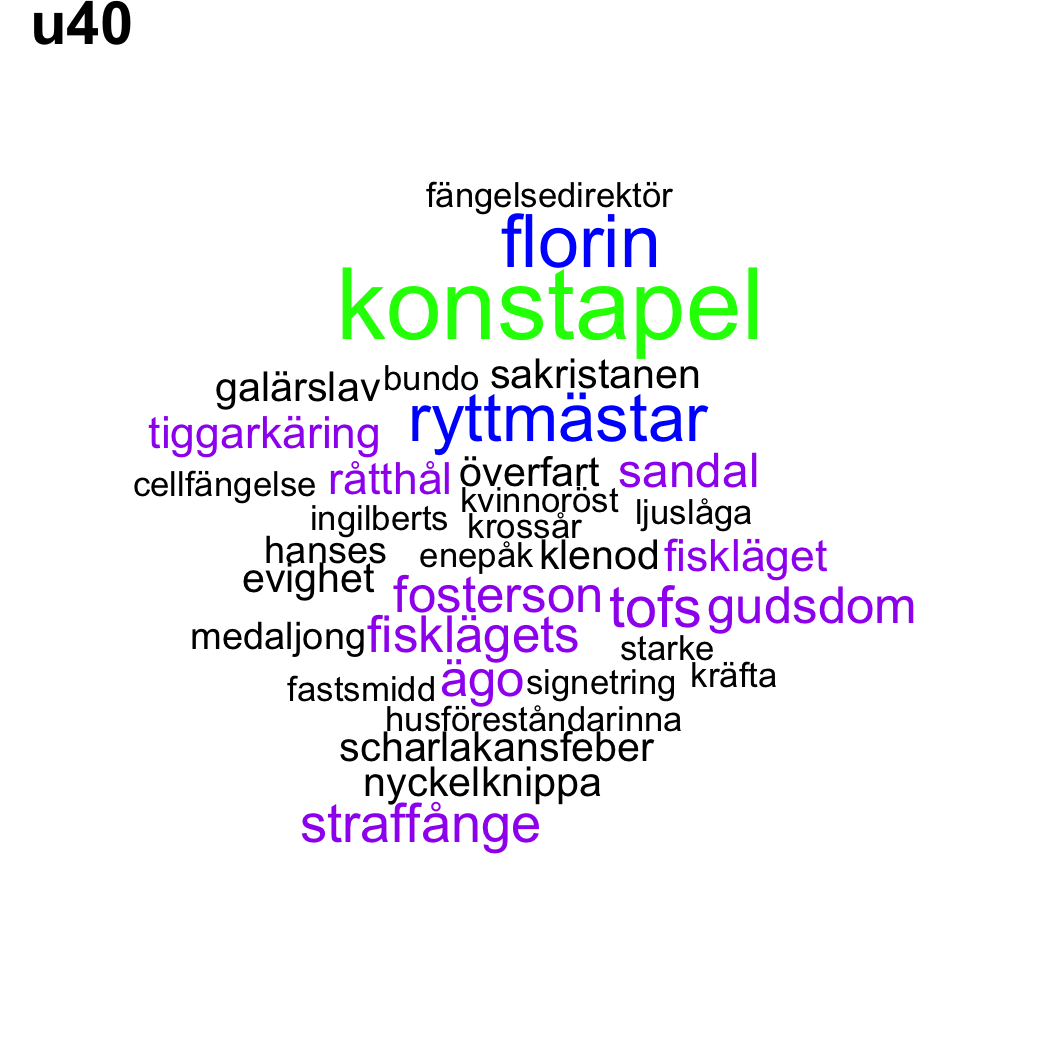 u40
fängelsedirektör
florin
konstapel
galärslav bundo sakristanen
tiggarkäring ryttmästar
cellfängelse råtthål överfart sandal
kvinnoröst
ingilberts krossår ljuslåga
hanses enepåk klenod fiskläget
evighet fosterson tofs gudsdom
medaljong fisklägets starke
fastsmidd ägo signetring kräfta
husföreståndarinna
scharlakansfeber
nyckelknippa
straffånge